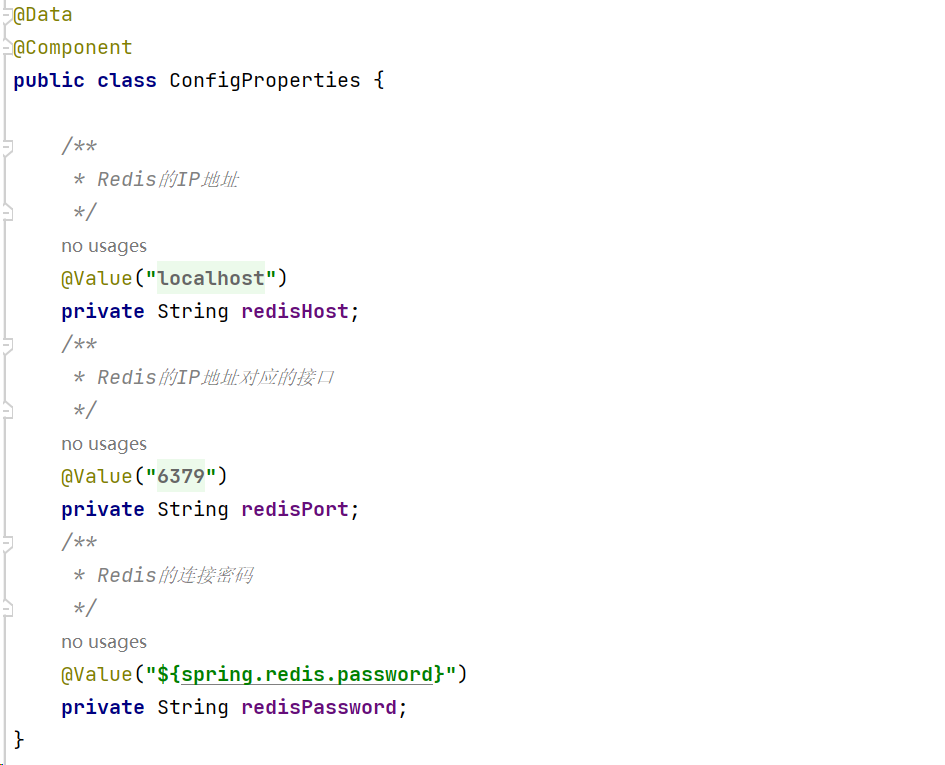 @Data
@Component
public class ConfigProperties {
/**
* Redis的IP地址
*/
no usages
@Value("localhost")
private String redisHost;
/**
* Redis的IP地址对应的接口
*/
no usages
@Value("6379")
private String redisPort;
/**
* Redis的连接密码
*/
no usages
@Value("${spring.redis.password}")
private String redisPassword;
}